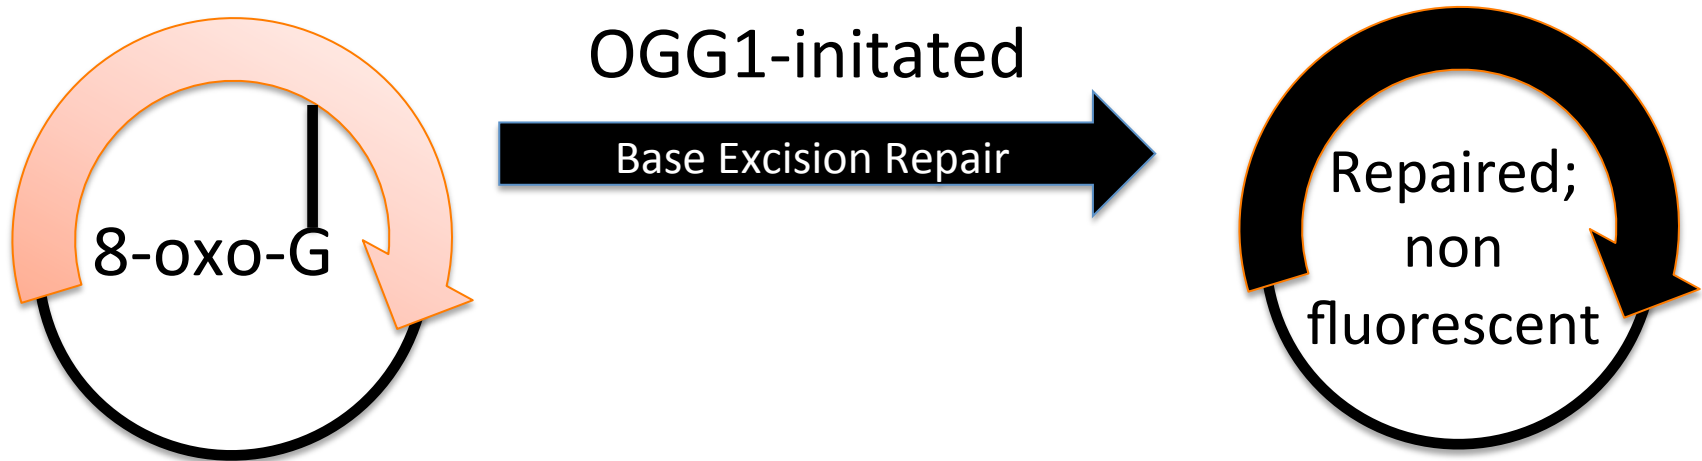 8-oxo-G
OGG1-initated
Base Excision Repair
Repaired;
non
fluorescent